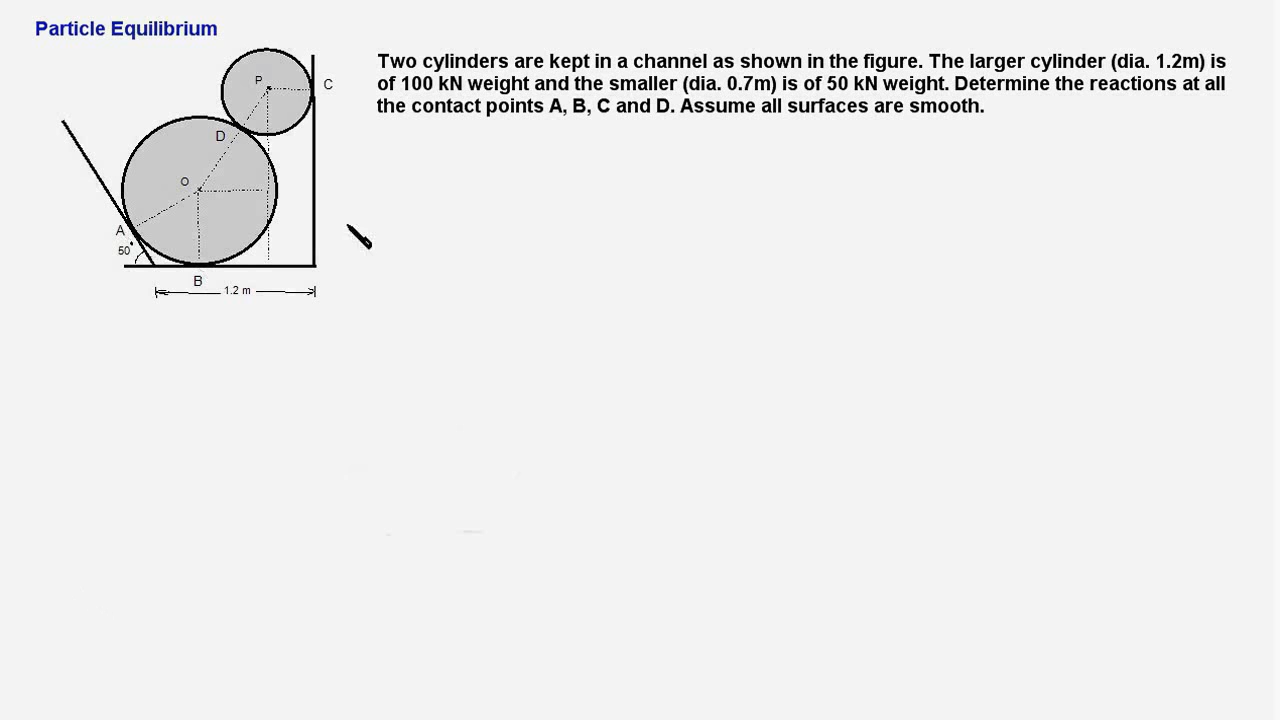 Particle Equilibrium
Two cylinders are kept in a channel as shown in the figure. The larger cylinder (dia. 1.2m) is
of 100 kN weight and the smaller (dia. 0.7m) is of 50 kN weight. Determine the reactions at all
the contact points A, B, C and D. Assume all surfaces are smooth.
P
C
D
O
A
50°
B
1.2 m